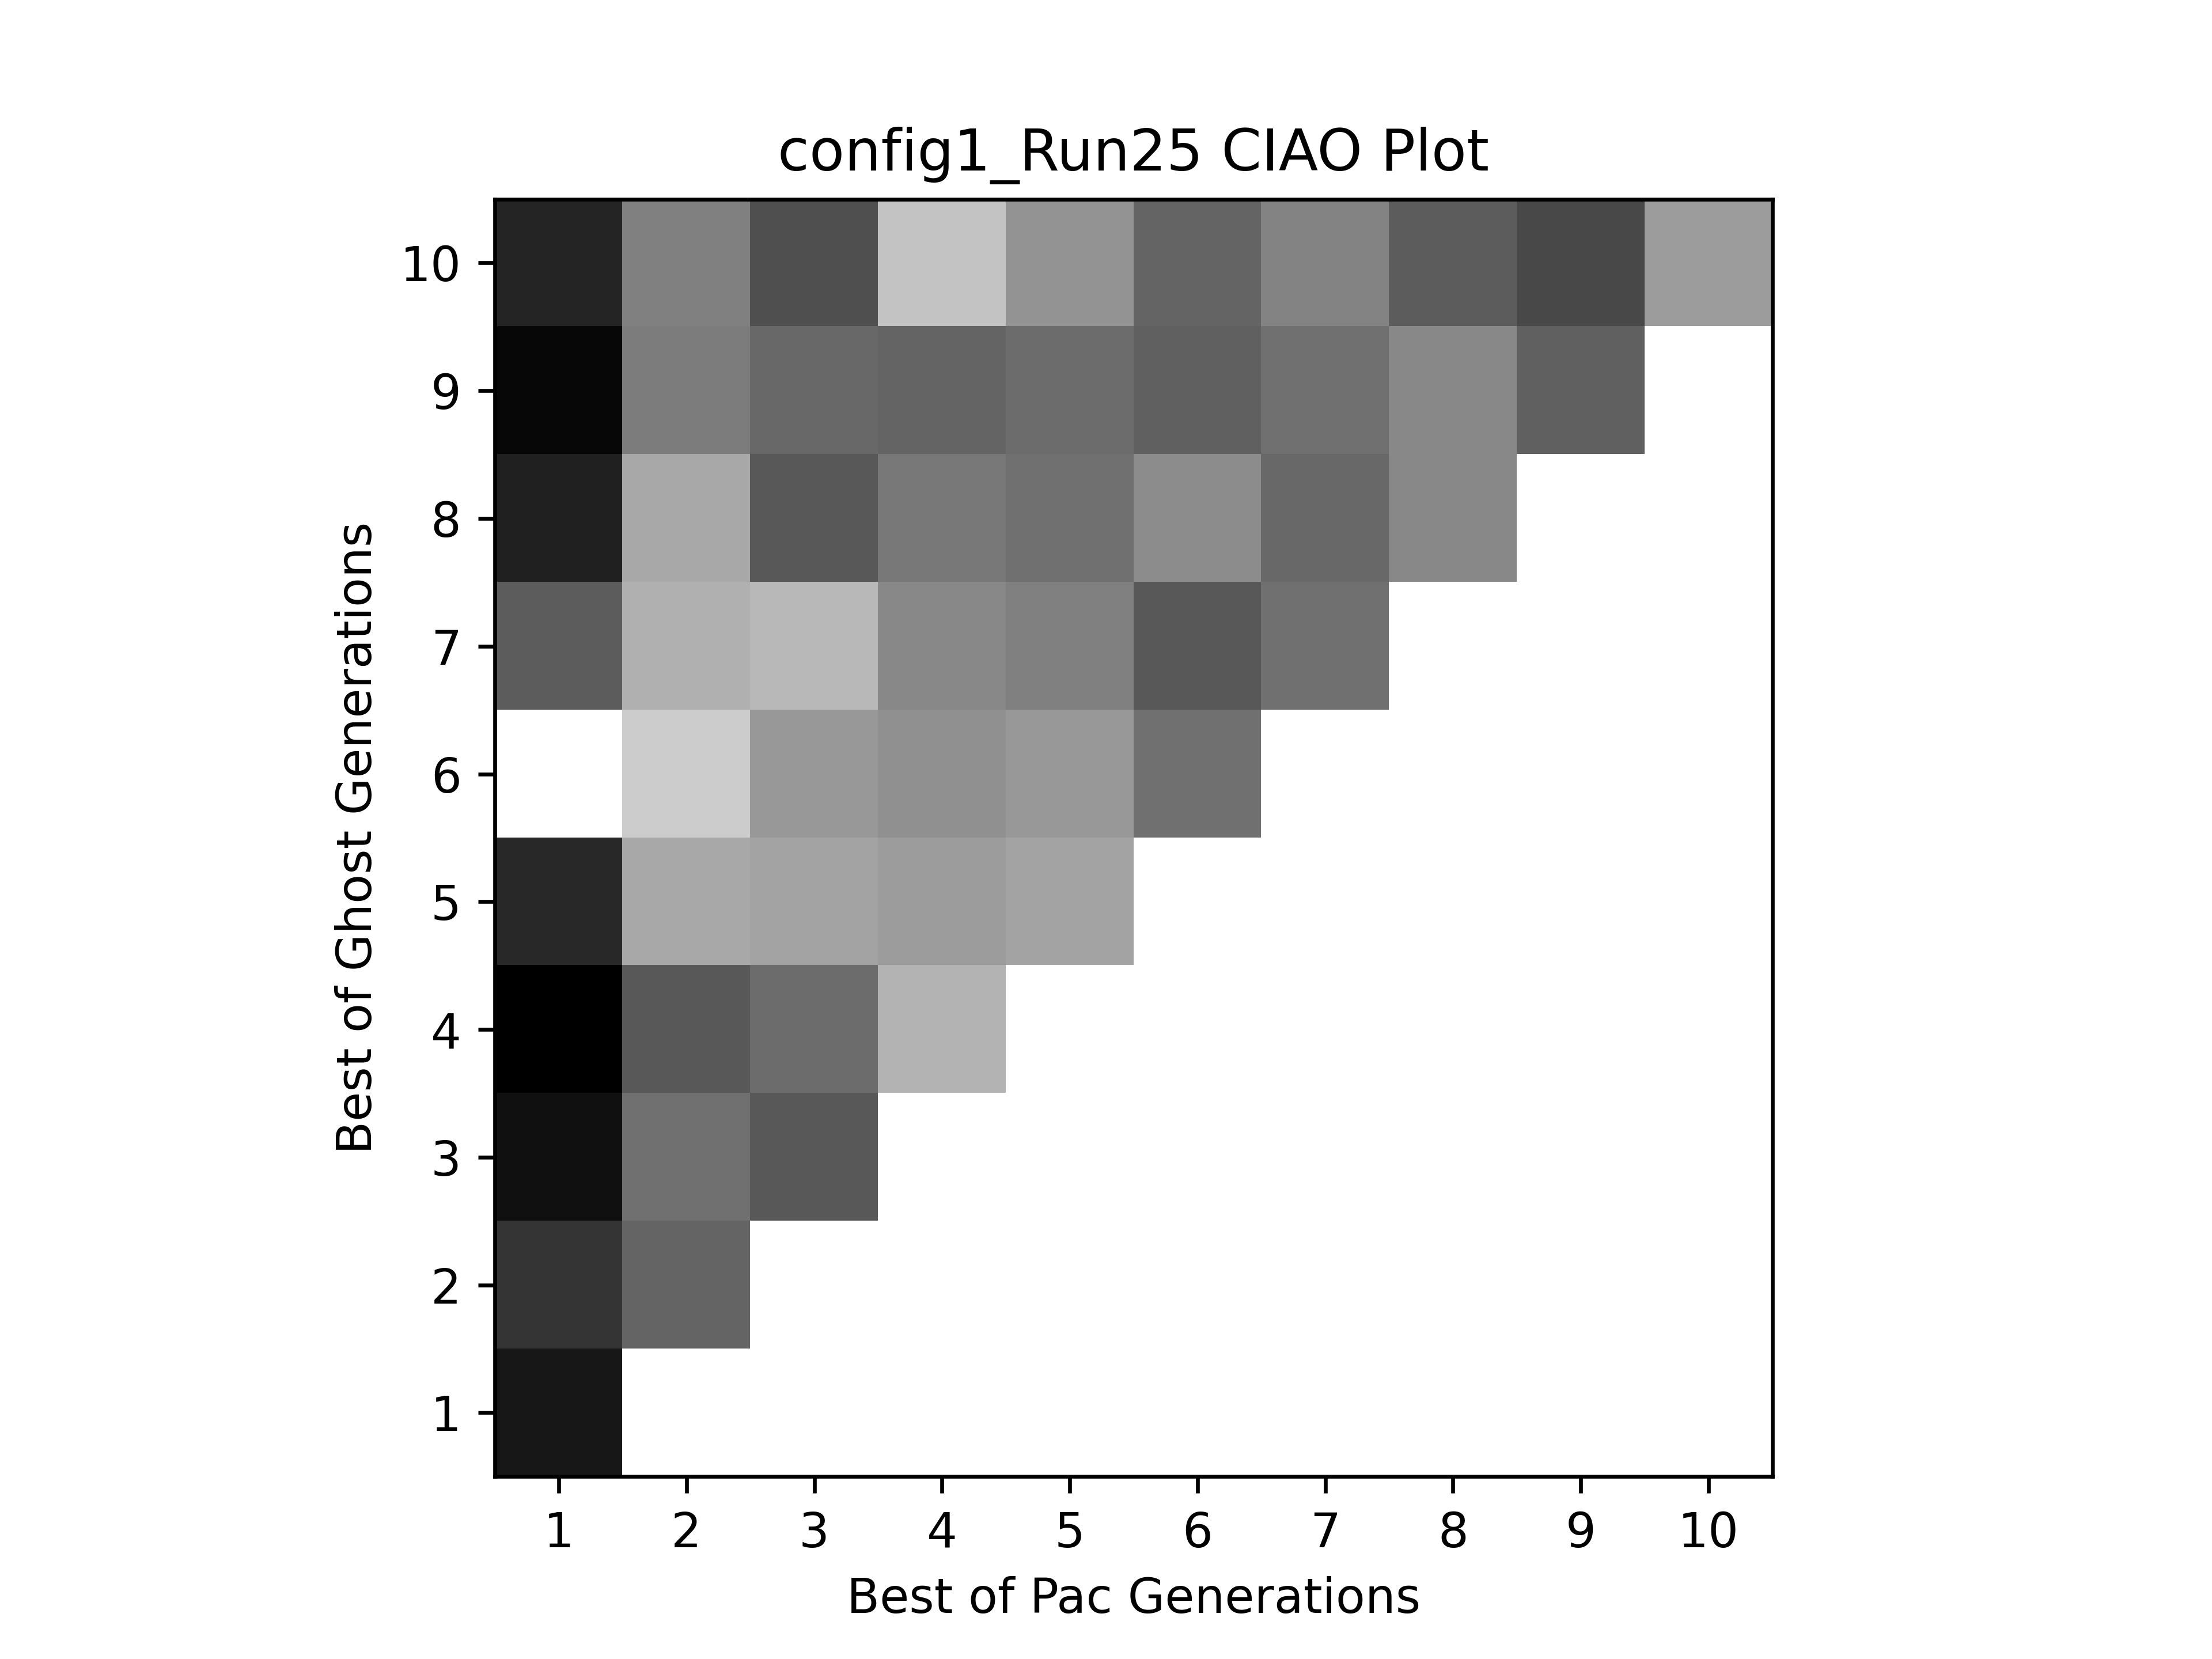 config1_Run25 CIAO Plot
Best of Ghost Generations
10
9
8
7
6
5
4
3
2
1
1 2 3 4 5 6 7 8 9 10
Best of Pac Generations